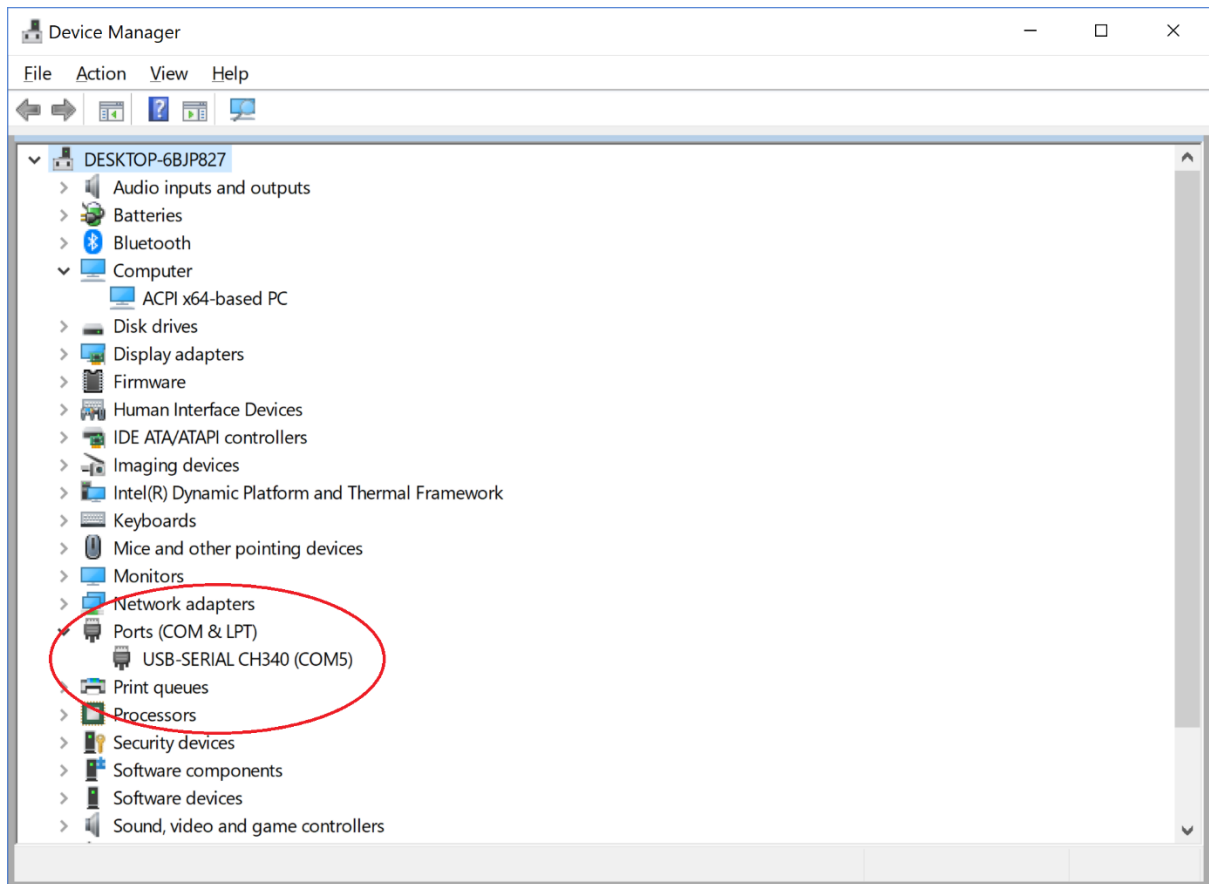 Device Manager
File Action View Help
DESKTOP-6BJP827
Audio inputs and outputs
Batteries
Bluetooth
Computer
ACPI x64-based PC
Disk drives
Display adapters
Firmware
Human Interface Devices
IDE ATA/ATAPI controllers
Imaging devices
Intel(R) Dynamic Platform and Thermal Framework
Keyboards
Mice and other pointing devices
Monitors
Network adapters
Ports (COM & LPT)
USB-SERIAL CH340 (COM5)
Print queues
Processors
Security devices
Software components
Software devices
Sound, video and game controllers